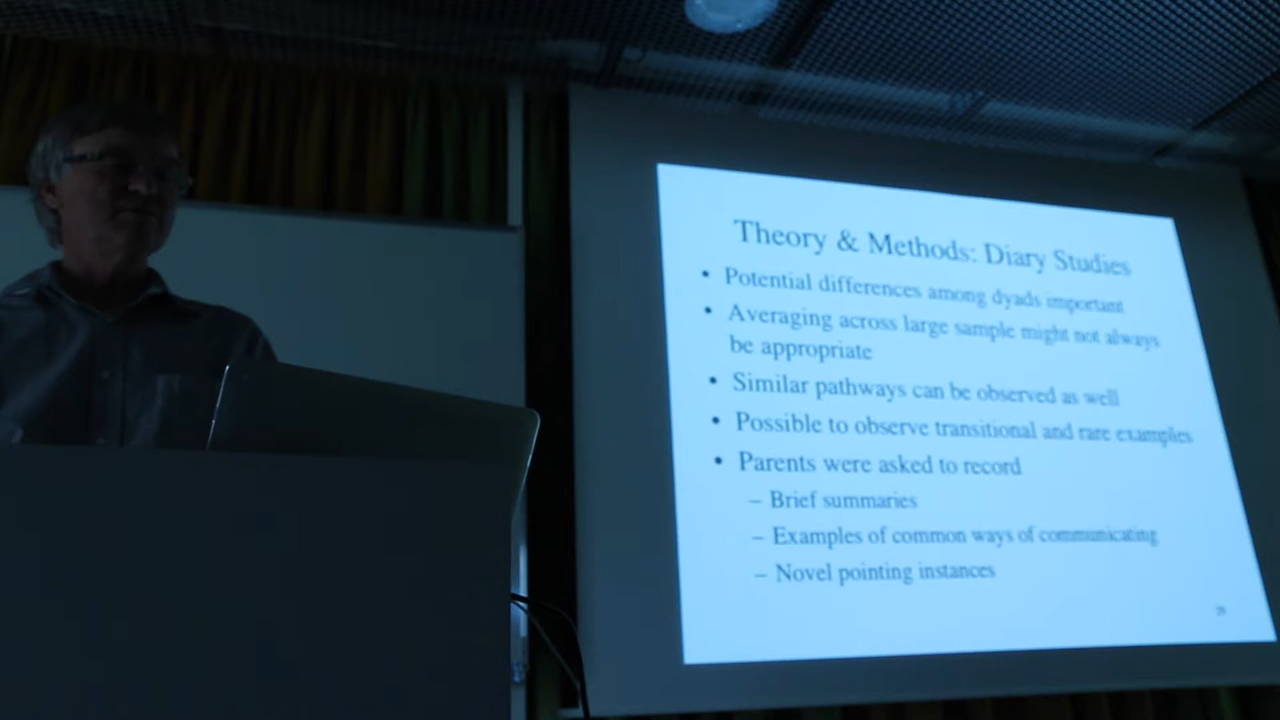 Theory & Methods: Diary Studies
• Potential differences among dyads important
• Averaging across large sample might not always
be appropriate
• Similar pathways can be observed as well
• Possible to observe transitional and rare examples
• Parents were asked to record
– Brief summaries
– Examples of common ways of communicating
– Novel pointing instances